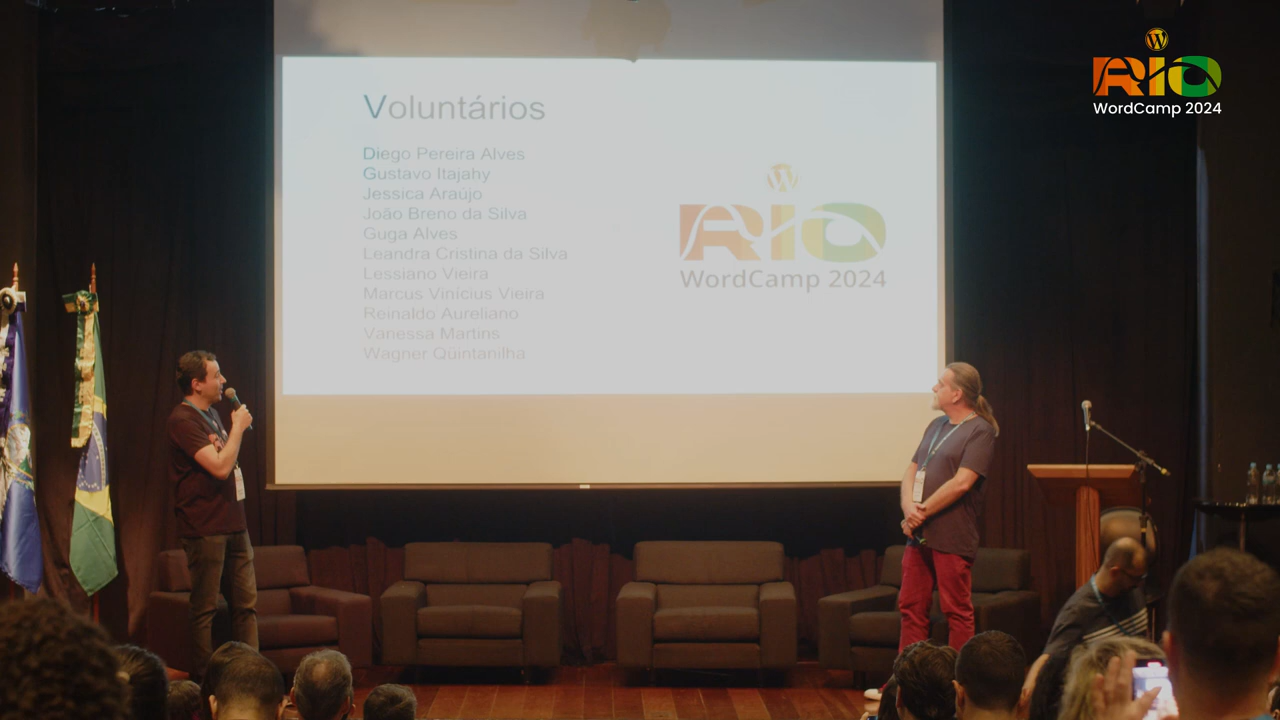 Voluntários
Diego Pereira Alves
Gustavo Itajahy
Jessica Araújo
João Breno da Silva
Guga Alves
Leandra Cristina da Silva
Lessiano Vieira
Marcus Vinícius Vieira
Reinaldo Aureliano
Vanessa Martins
Wagner Qüintanilha
RIO
WordCamp 2024
RIO
WordCamp 2024